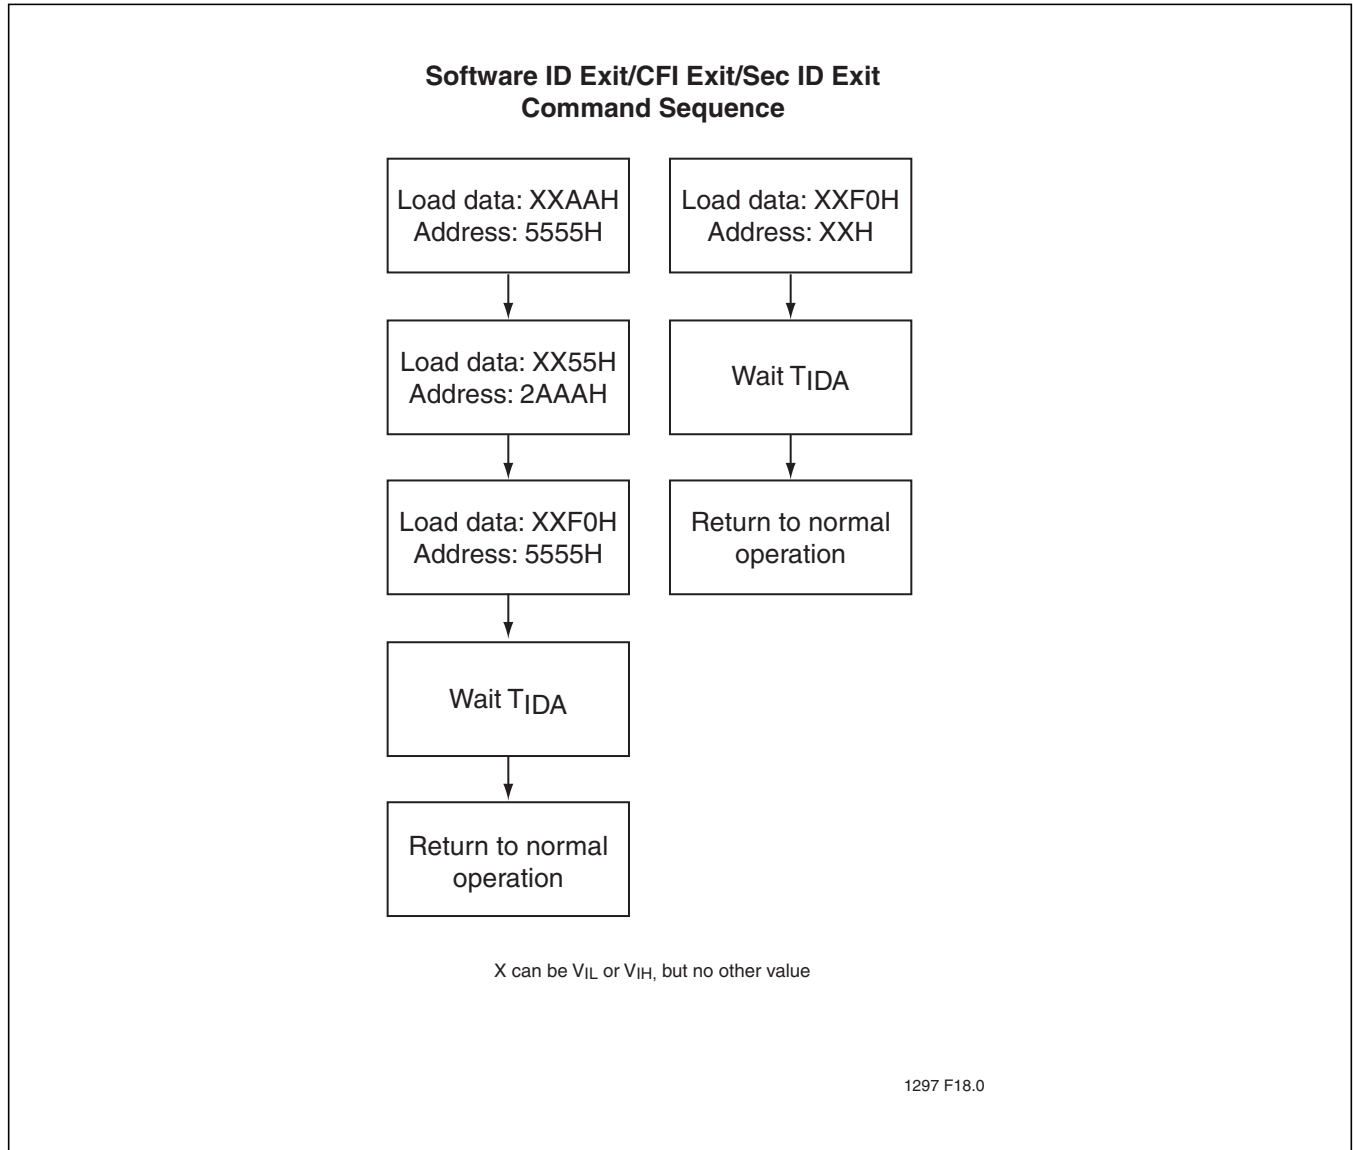 Software ID Exit/CFI Exit/Sec ID Exit
Command Sequence
Load data: XXAAH
Address: 5555H
Load data: XX55H
Address: 2AAAH
Load data: XXF0H
Address: 5555H
Wait TIDA
Return to normal
operation
Load data: XXF0H
Address: XXH
Wait TIDA
Return to normal
operation
X can be VIL or VIH, but no other value
1297 F18.0